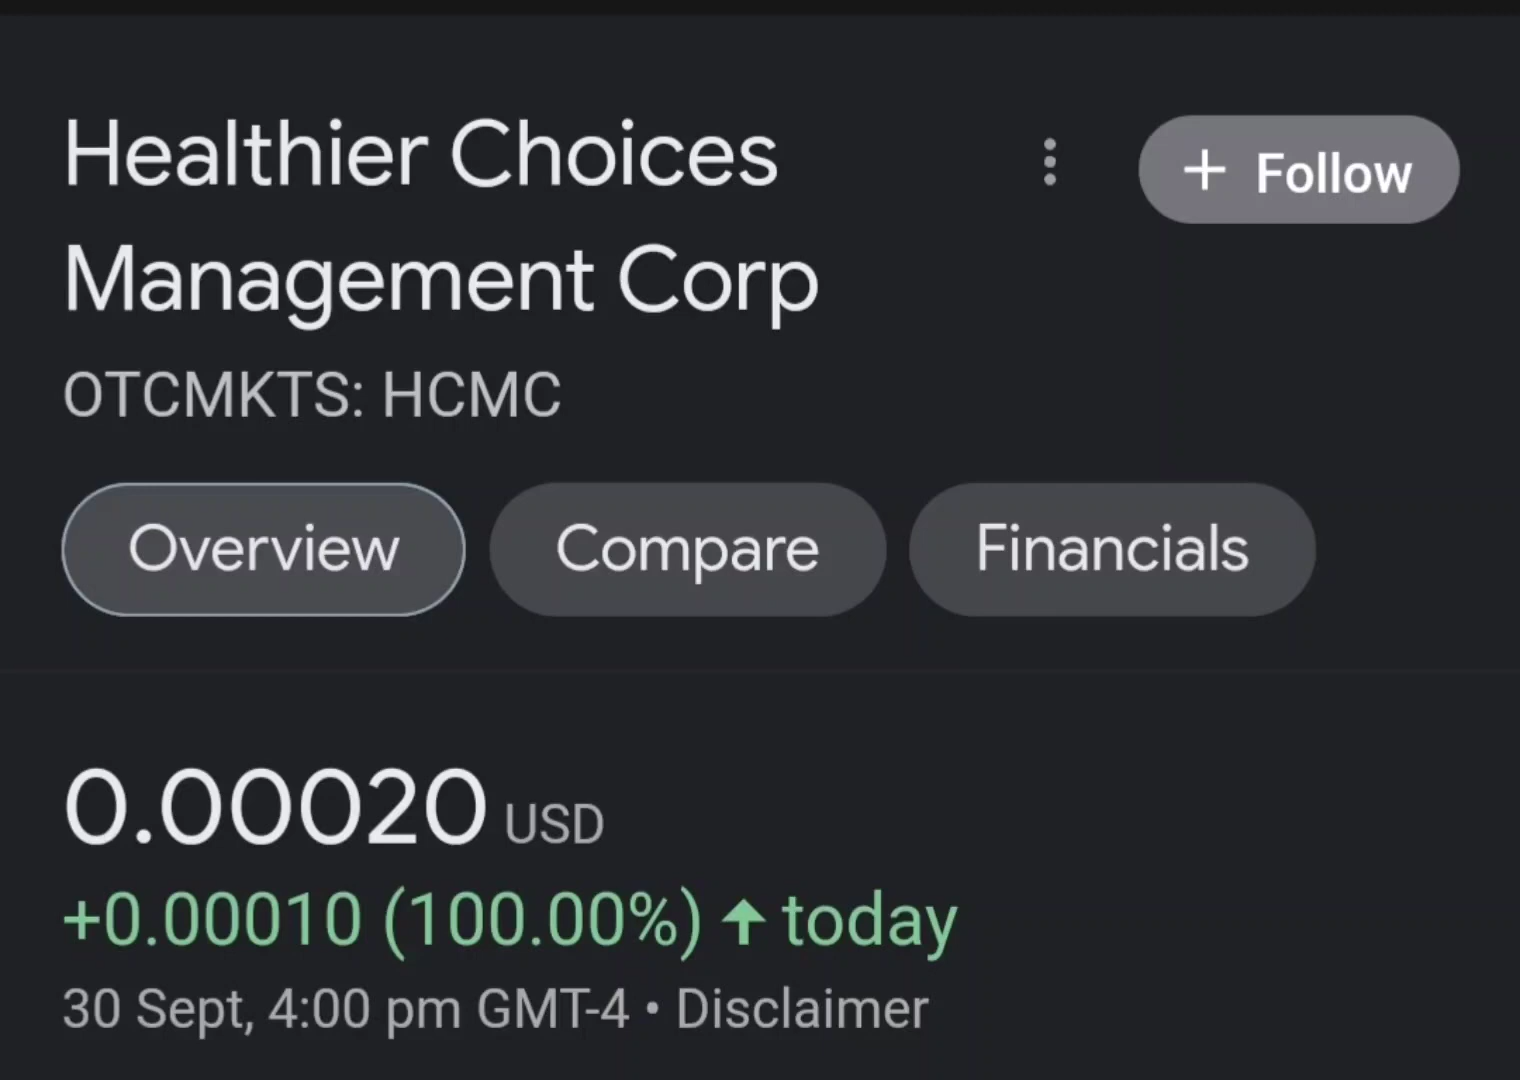 Healthier Choices
Management Corp
+ Follow
OTCMKTS: HCMC
Overview Compare Financials
0.00020 USD
+0.00010 (100.00%) ↑ today
30 Sept, 4:00 pm GMT-4 • Disclaimer